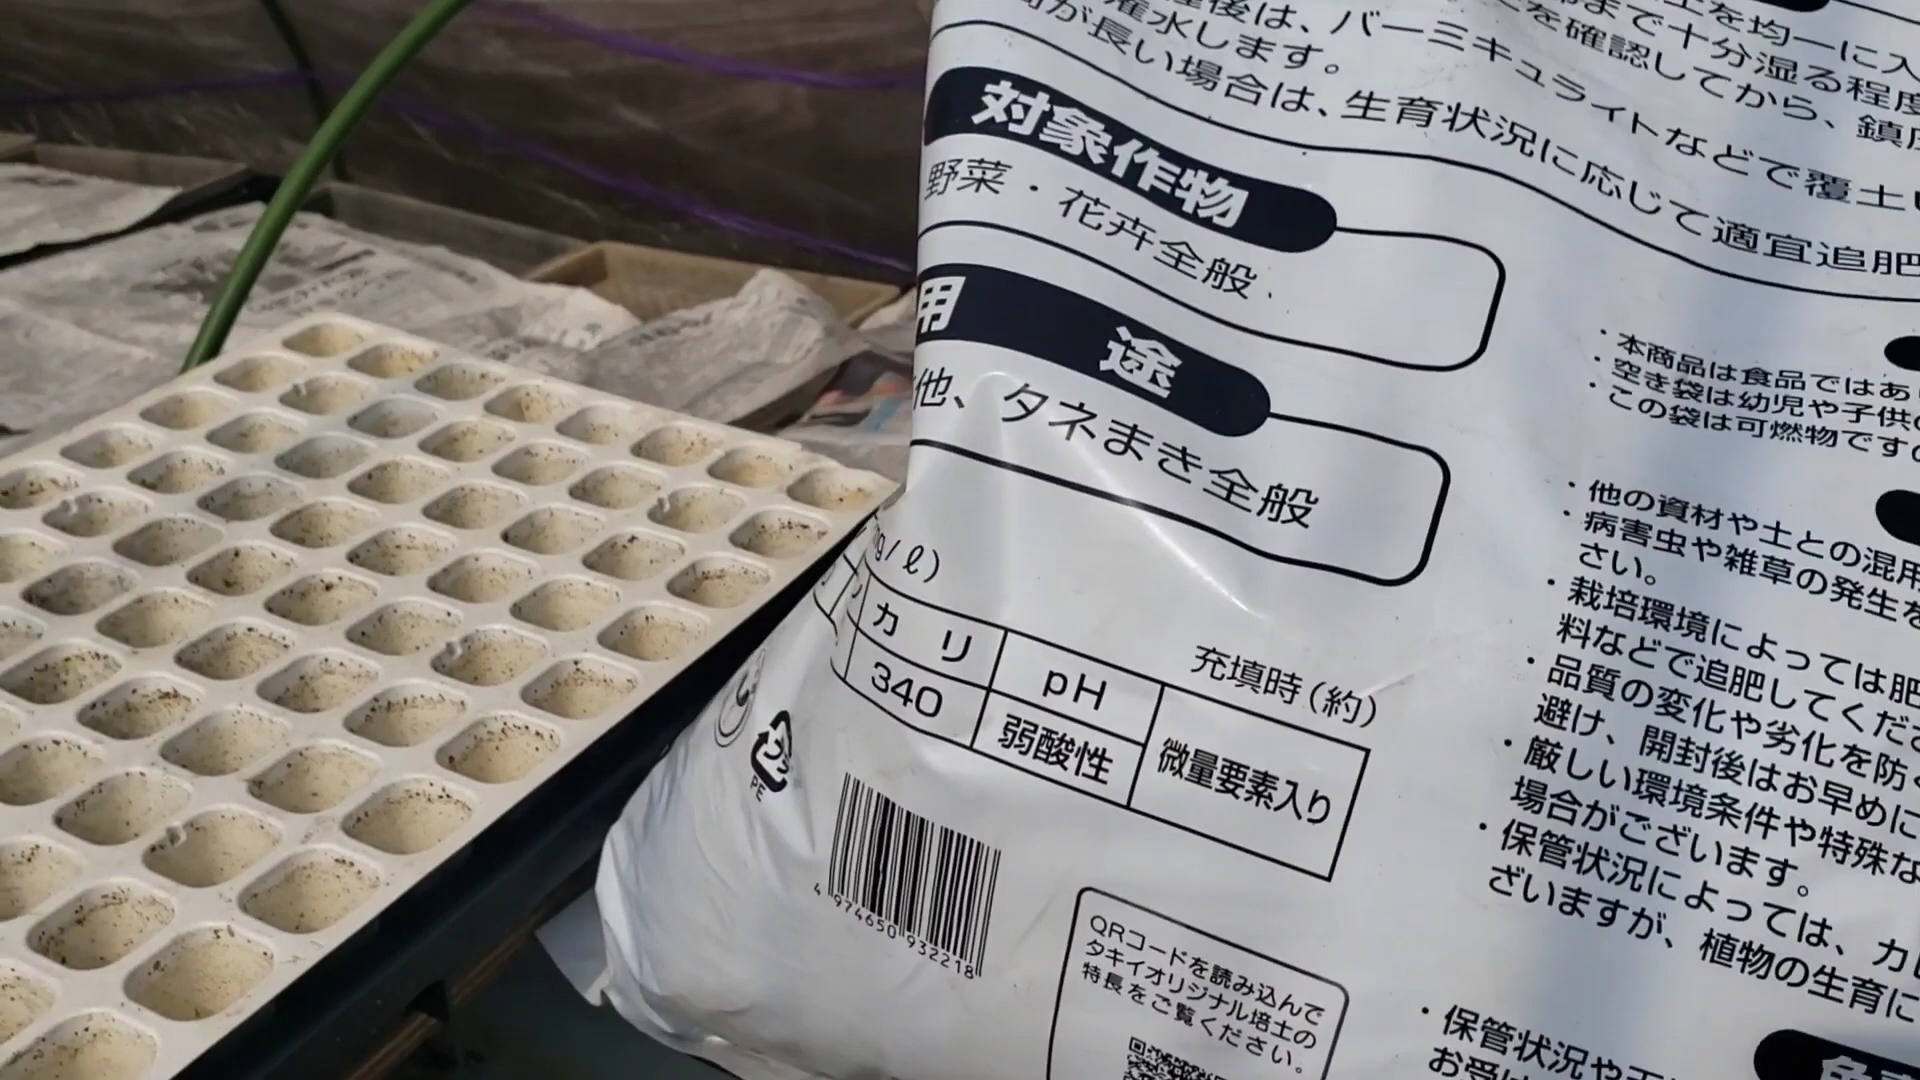 土を均一に入
後は、バーミキュライトなどで覆土し
まで十分湿る程度
灌水します。
を確認してから、鎮圧
が長い場合は、生育状況に応じて適宜追肥
対象作物
野菜・花卉全般
用途
他、タネまき全般
g/ℓ)
カリ
pH
充填時(約)
340
弱酸性
微量要素入り
プラ
PE
4 974650 932218
QRコードを読み込んで
タキイオリジナル培土の
特長をご覧ください。
・本商品は食品ではあ
・空き袋は幼児や子供の
・この袋は可燃物ですの
・他の資材や土との混用
・病害虫や雑草の発生を
さい。
・栽培環境によっては肥
料などで追肥してくださ
・品質の変化や劣化を防ぐ
避け、開封後はお早めに
・厳しい環境条件や特殊な
場合がございます。
・保管状況によっては、カ
ざいますが、植物の生育に
・保管状況や
お受け